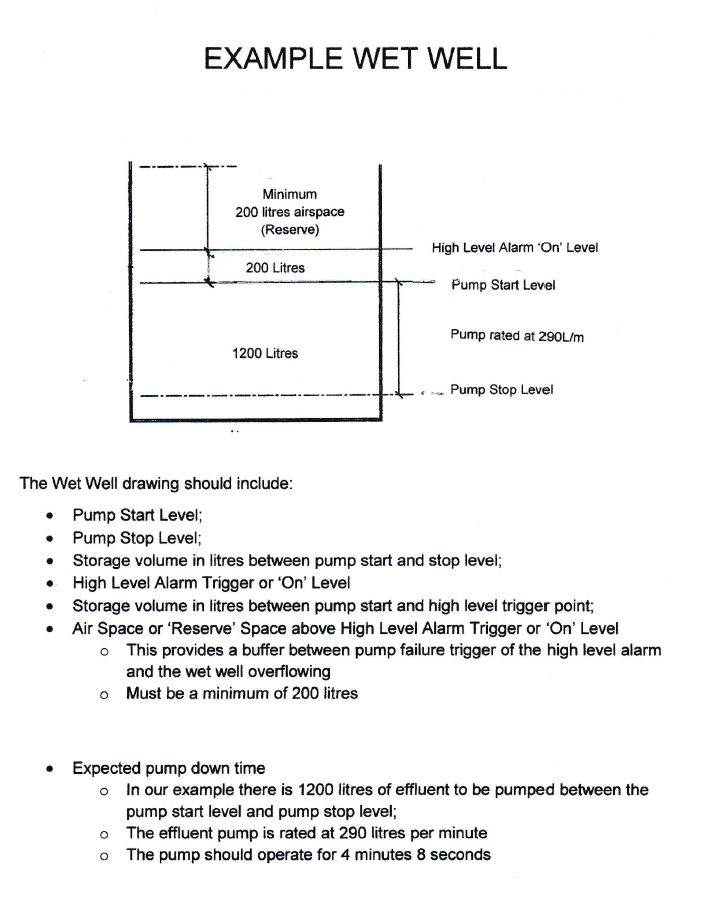 EXAMPLE WET WELL
Minimum
200 litres airspace
(Reserve)
High Level Alarm 'On' Level
200 Litres
Pump Start Level
Pump rated at 290L/m
1200 Litres
Pump Stop Level
The Wet Well drawing should include:
• Pump Start Level;
• Pump Stop Level;
• Storage volume in litres between pump start and stop level;
• High Level Alarm Trigger or 'On' Level
• Storage volume in litres between pump start and high level trigger point;
• Air Space or 'Reserve' Space above High Level Alarm Trigger or 'On' Level
o This provides a buffer between pump failure trigger of the high level alarm
and the wet well overflowing
o Must be a minimum of 200 litres
• Expected pump down time
o In our example there is 1200 litres of effluent to be pumped between the
pump start level and pump stop level;
o The effluent pump is rated at 290 litres per minute
o The pump should operate for 4 minutes 8 seconds